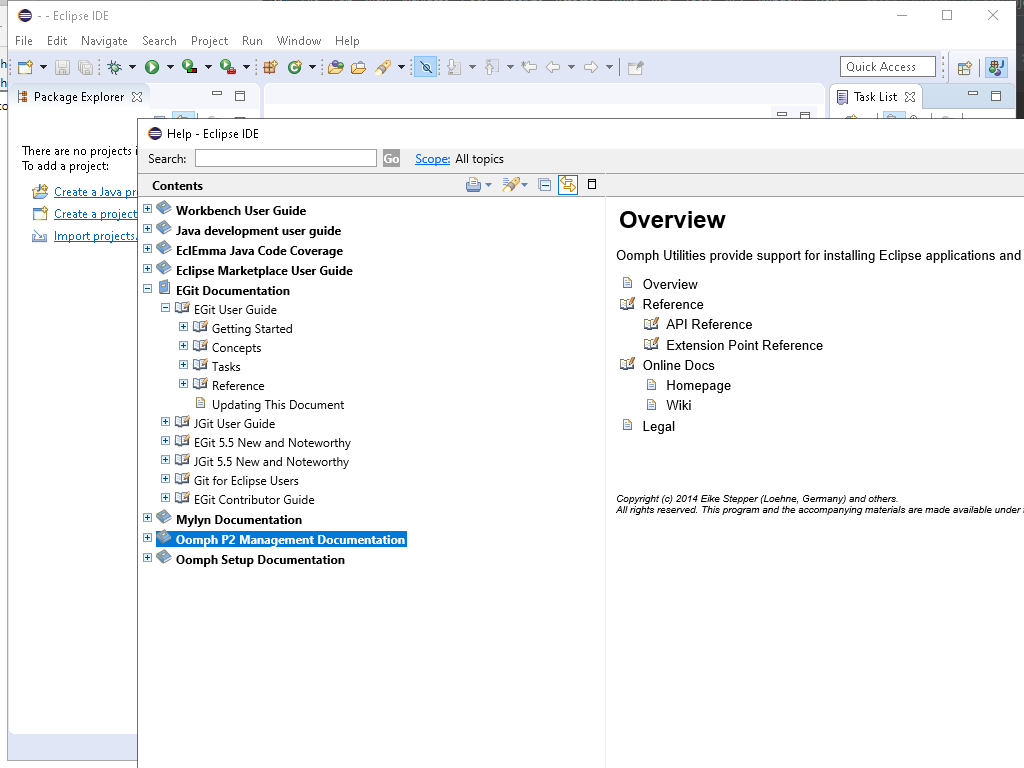 - - Eclipse IDE
File Edit Navigate Search Project Run Window Help
Quick Access
Package Explorer
Task List
There are no projects i
To add a project:
Create a Java pr
Create a project
Import projects.
Help - Eclipse IDE
Search:
Go
Scope: All topics
Contents
Workbench User Guide
Java development user guide
EclEmma Java Code Coverage
Eclipse Marketplace User Guide
EGit Documentation
EGit User Guide
Getting Started
Concepts
Tasks
Reference
Updating This Document
JGit User Guide
EGit 5.5 New and Noteworthy
JGit 5.5 New and Noteworthy
Git for Eclipse Users
EGit Contributor Guide
Mylyn Documentation
Oomph P2 Management Documentation
Oomph Setup Documentation
Overview
Oomph Utilities provide support for installing Eclipse applications and
Overview
Reference
API Reference
Extension Point Reference
Online Docs
Homepage
Wiki
Legal
Copyright (c) 2014 Eike Stepper (Loehne, Germany) and others.
All rights reserved. This program and the accompanying materials are made available under